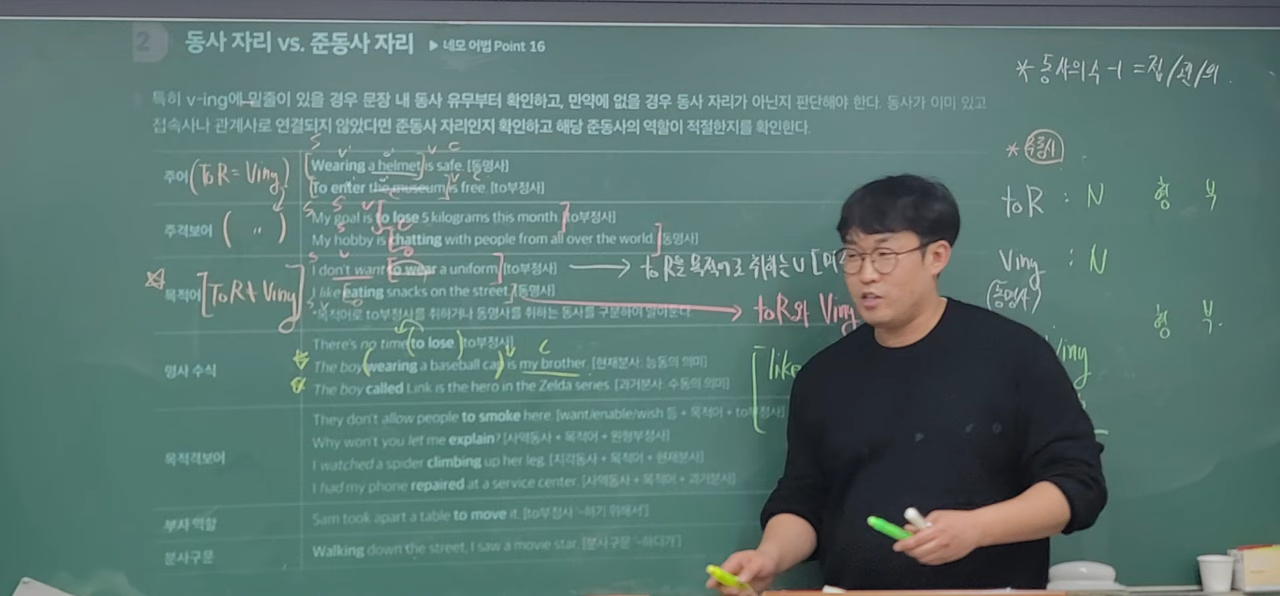 2 동사 자리 vs. 준동사 자리 ▶ 네모 어법 Point 16
특히 v-ing에 밑줄이 있을 경우 문장 내 동사 유무부터 확인하고, 만약에 없을 경우 동사 자리가 아닌지 판단해야 한다. 동사가 이미 있고
접속사나 관계사로 연결되지 않았다면 준동사 자리인지 확인하고 해당 준동사의 역할이 적절한지를 확인한다.
주어 (toR = Ving)
Wearing a helmet is safe. [동명사]
To enter the museum is free. [to부정사]
주격보어 ( 〃 )
My goal is to lose 5 kilograms this month. [to부정사]
My hobby is chatting with people from all over the world. [동명사]
목적어 [ToR ≠ Ving]
I don't want to wear a uniform. [to부정사] → toR을 목적어로 취하는 V
I like eating snacks on the street. [동명사] → toR와 Ving
*목적어로 to부정사를 취하거나 동명사를 취하는 동사를 구분하여 알아둔다
명사 수식
There's no time to lose. [to부정사]
The boy wearing a baseball cap is my brother. [현재분사: 능동의 의미]
The boy called Link is the hero in the Zelda series. [과거분사: 수동의 의미]
목적격보어
They don't allow people to smoke here. [want/enable/wish 등 + 목적어 + to부정사]
Why won't you let me explain? [사역동사 + 목적어 + 원형부정사]
I watched a spider climbing up her leg. [지각동사 + 목적어 + 현재분사]
I had my phone repaired at a service center. [사역동사 + 목적어 + 과거분사]
부사 역할
Sam took apart a table to move it. [to부정사 '~하기 위해서']
분사구문
Walking down the street, I saw a movie star. [분사구문 '~하다가']
* 동사의 수 -1 = 접/관/의
toR : N 형 부
Ving : N
(동명사)
형 부.
like